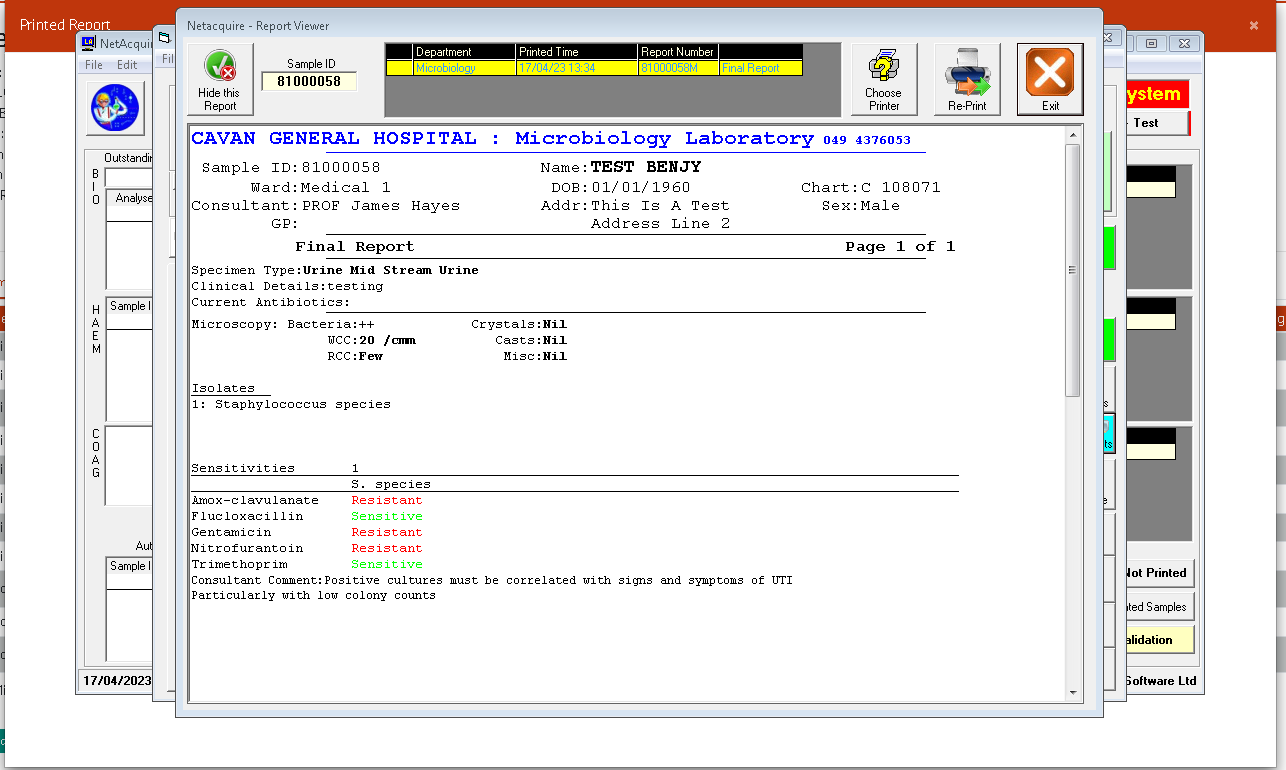 Printed Report
Netacquire - Report Viewer
NetAcqui
File Edit
Fil
Hide this
Report
Sample ID
81000058
Department Printed Time Report Number
Microbiology 17/04/23 13:34 81000058M Final Report
Choose
Printer
Re-Print
Exit
ystem
Test
CAVAN GENERAL HOSPITAL : Microbiology Laboratory 049 4376053
Sample ID:81000058 Name:TEST BENJY
Ward:Medical 1 DOB:01/01/1960 Chart:C 108071
Consultant:PROF James Hayes Addr:This Is A Test Sex:Male
GP: Address Line 2
Final Report Page 1 of 1
Specimen Type:Urine Mid Stream Urine
Clinical Details:testing
Current Antibiotics:
Microscopy: Bacteria:++ Crystals:Nil
WCC:20 /cmm Casts:Nil
RCC:Few Misc:Nil
Isolates
1: Staphylococcus species
Sensitivities 1
S. species
Amox-clavulanate Resistant
Flucloxacillin Sensitive
Gentamicin Resistant
Nitrofurantoin Resistant
Trimethoprim Sensitive
Consultant Comment:Positive cultures must be correlated with signs and symptoms of UTI
Particularly with low colony counts
Outstandin
BIO
Analyse
HAEM
Sample I
COAG
Aut
Sample I
17/04/2023
Not Printed
ted Samples
alidation
Software Ltd